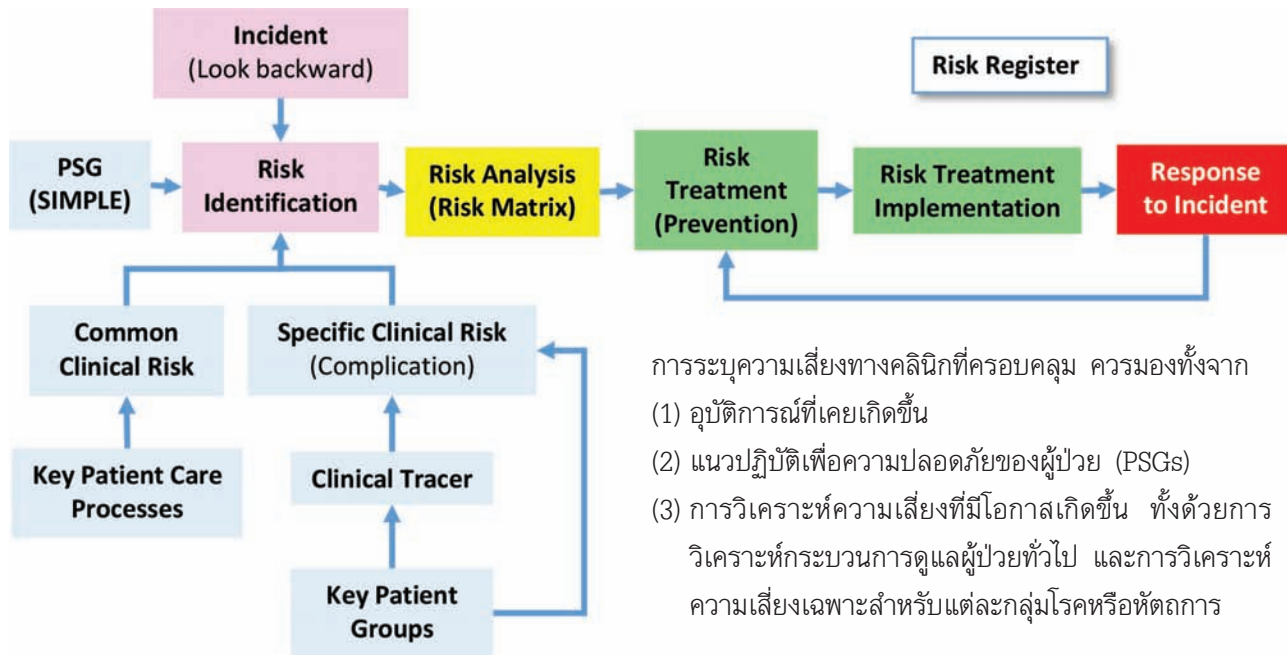 Incident
(Look backward)
Risk Register
PSG
(SIMPLE)
Risk
Identification
Risk Analysis
(Risk Matrix)
Risk
Treatment
(Prevention)
Risk Treatment
Implementation
Response
to Incident
Common
Clinical Risk
Specific Clinical Risk
(Complication)
Key Patient Care
Processes
Clinical Tracer
Key Patient
Groups
การระบุความเสี่ยงทางคลินิกที่ครอบคลุม ควรมองทั้งจาก
(1) อุบัติการณ์ที่เคยเกิดขึ้น
(2) แนวปฏิบัติเพื่อความปลอดภัยของผู้ป่วย (PSGs)
(3) การวิเคราะห์ความเสี่ยงที่มีโอกาสเกิดขึ้น ทั้งด้วยการ
วิเคราะห์กระบวนการดูแลผู้ป่วยทั่วไป และการวิเคราะห์
ความเสี่ยงเฉพาะสำหรับแต่ละกลุ่มโรคหรือหัตถการ